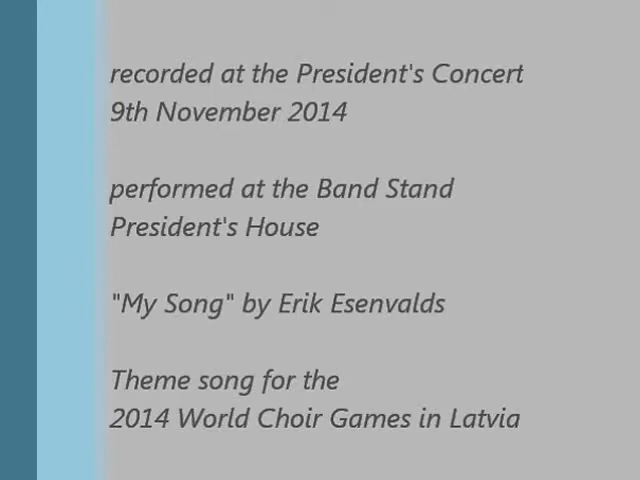 recorded at the President's Concert
9th November 2014
performed at the Band Stand
President's House
"My Song" by Erik Esenvalds
Theme song for the
2014 World Choir Games in Latvia